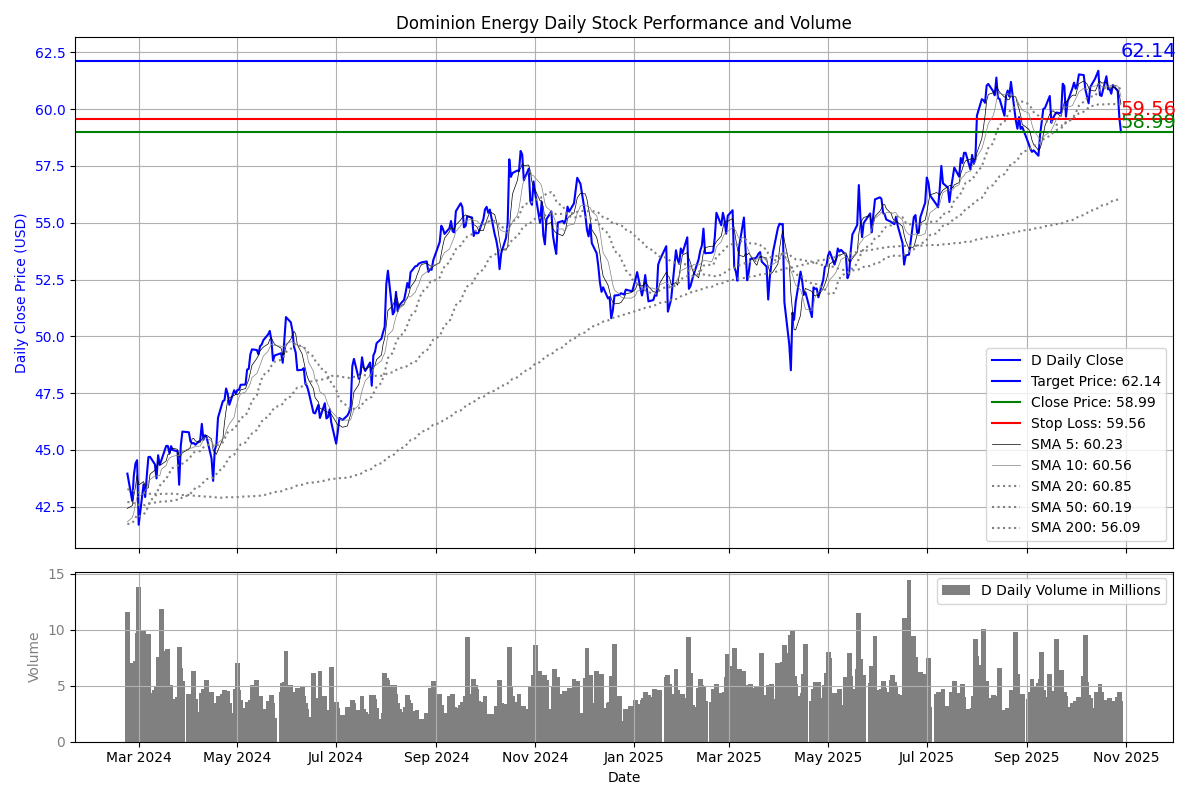 Dominion Energy Daily Stock Performance and Volume
62.5
60.0
57.5
55.0
52.5
50.0
47.5
45.0
42.5
Daily Close Price (USD)
62.14
59.56
58.99
D Daily Close
Target Price: 62.14
Close Price: 58.99
Stop Loss: 59.56
SMA 5: 60.23
SMA 10: 60.56
SMA 20: 60.85
SMA 50: 60.19
SMA 200: 56.09
15
10
5
0
Volume
D Daily Volume in Millions
Mar 2024 May 2024 Jul 2024 Sep 2024 Nov 2024 Jan 2025 Mar 2025 May 2025 Jul 2025 Sep 2025 Nov 2025
Date